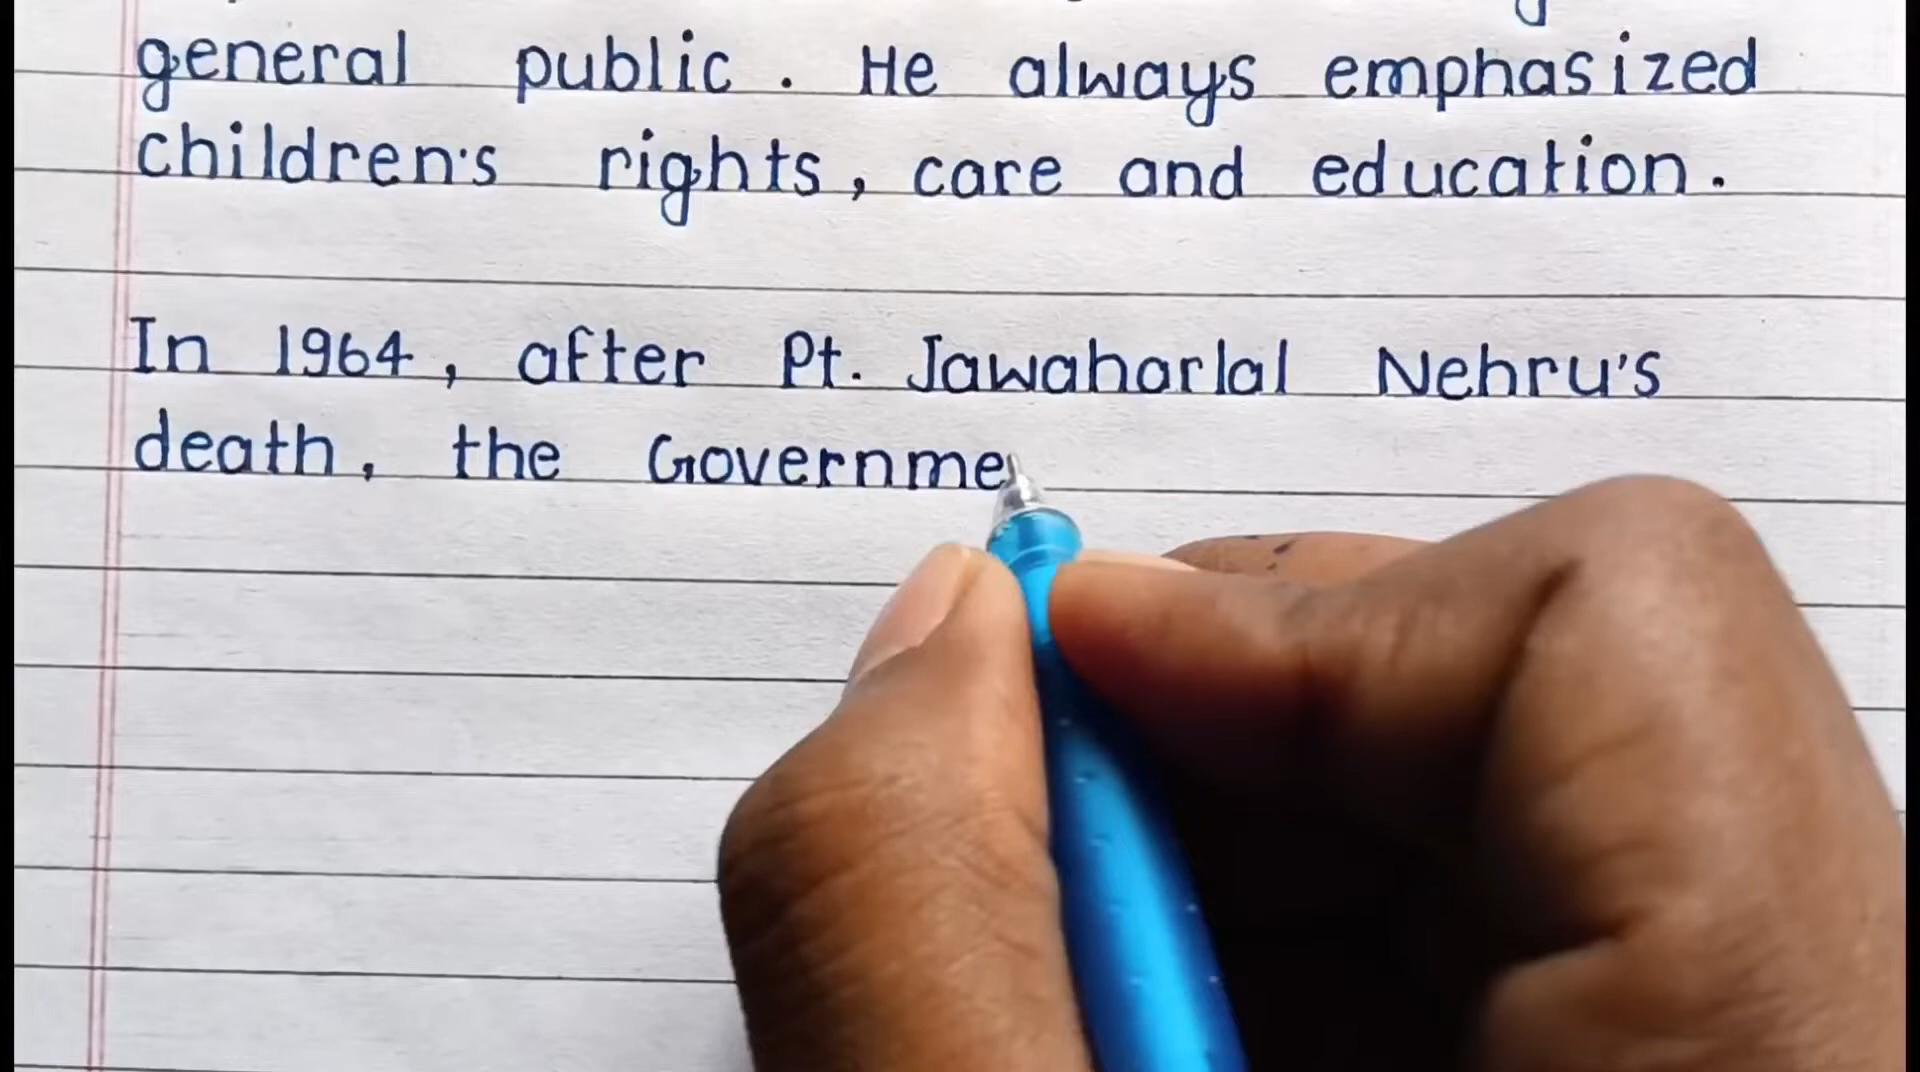 general public. He always emphasized
children's rights, care and education.
In 1964, after Pt. Jawaharlal Nehru's
death, the Governme